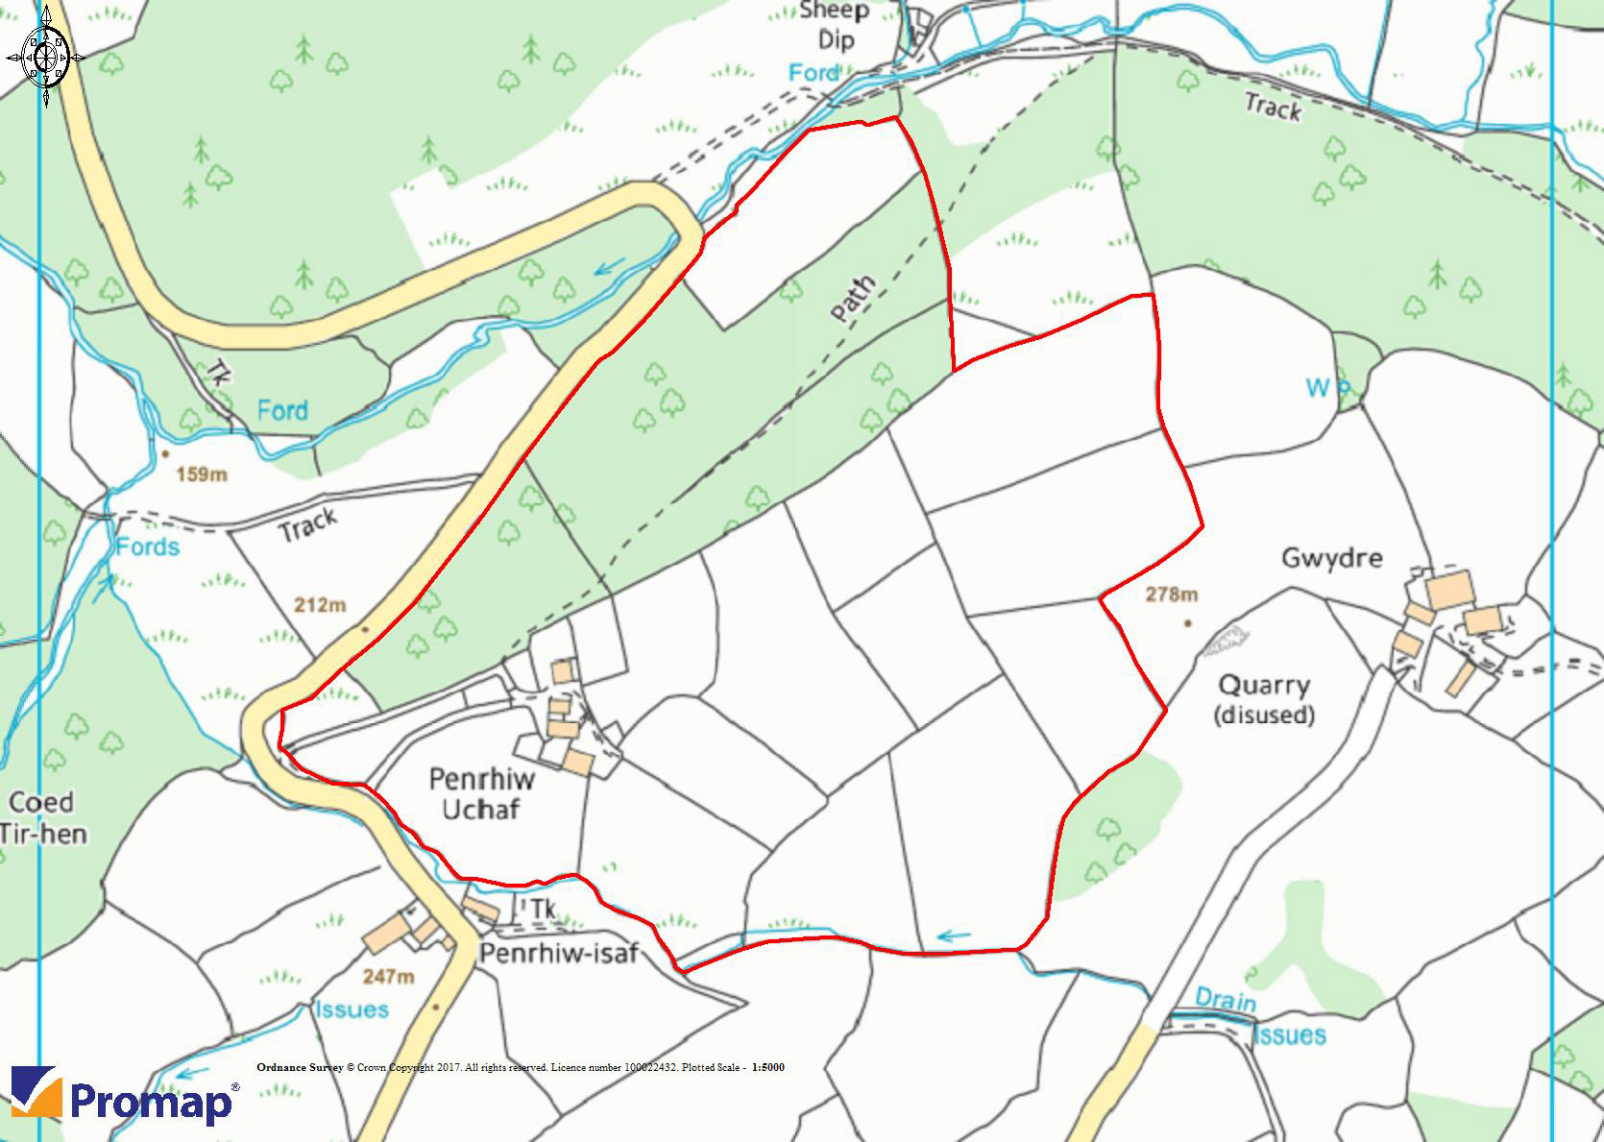 Sheep
Dip
Ford
Track
Path
Tk
Ford
W
159m
Track
Fords
Gwydre
212m
278m
Quarry
(disused)
Penrhiw
Uchaf
Coed
Tir-hen
Tk
Penrhiw-isaf
247m
Issues
Drain
Issues
Ordnance Survey © Crown Copyright 2017. All rights reserved. Licence number 100022432. Plotted Scale - 1:5000
Promap®